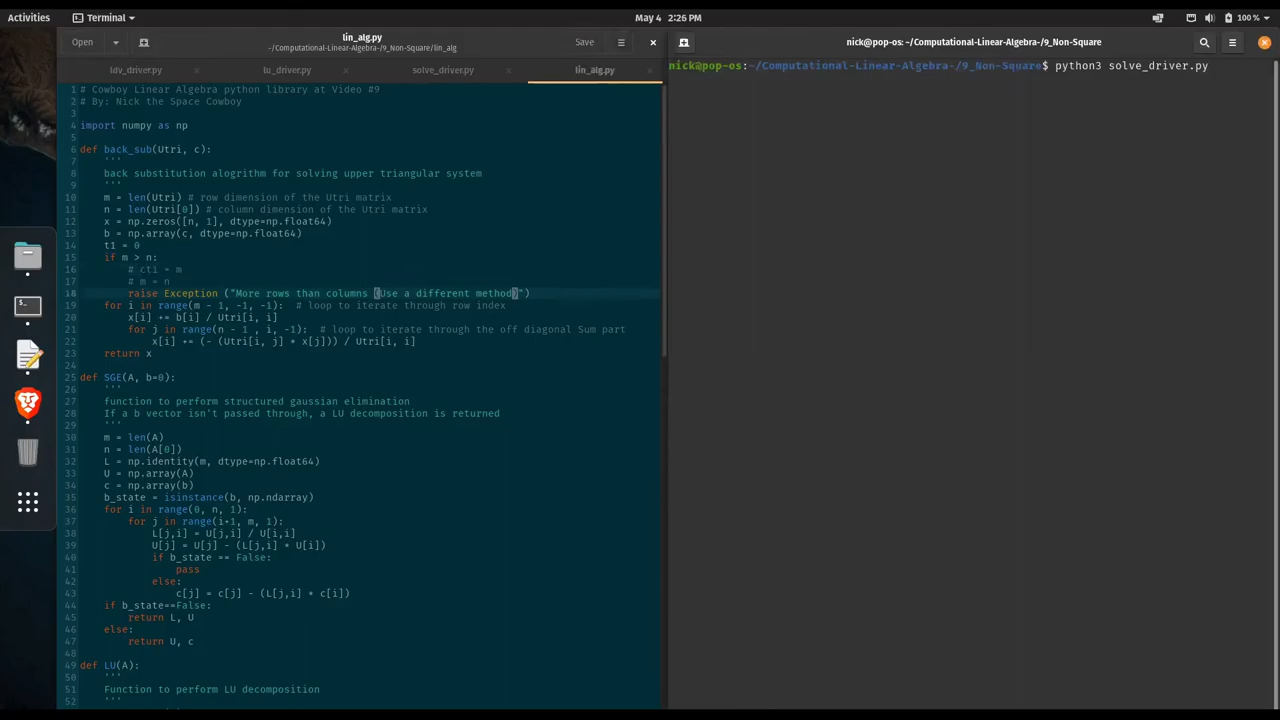 Activities
Terminal
May 4 2:26 PM
100 %
Open
lin_alg.py
~/Computational-Linear-Algebra-/9_Non-Square/lin_alg
Save
ldv_driver.py
lu_driver.py
solve_driver.py
lin_alg.py
1 # Cowboy Linear Algebra python library at Video #9
2 # By: Nick the Space Cowboy
3
4 import numpy as np
5
6 def back_sub(Utri, c):
7     '''
8     back substitution alogrithm for solving upper triangular system
9     '''
10     m = len(Utri) # row dimension of the Utri matrix
11     n = len(Utri[0]) # column dimension of the Utri matrix
12     x = np.zeros([n, 1], dtype=np.float64)
13     b = np.array(c, dtype=np.float64)
14     t1 = 0
15     if m > n:
16         # ct1 = m
17         # m = n
18         raise Exception ("More rows than columns (Use a different method)")
19     for i in range(m - 1, -1, -1):  # loop to iterate through row index
20         x[i] += b[i] / Utri[i, i]
21         for j in range(n - 1 , i, -1):  # loop to iterate through the off diagonal Sum part
22             x[i] += (- (Utri[i, j] * x[j])) / Utri[i, i]
23     return x
24
25 def SGE(A, b=0):
26     '''
27     function to perform structured gaussian elimination
28     If a b vector isn't passed through, a LU decomposition is returned
29     '''
30     m = len(A)
31     n = len(A[0])
32     L = np.identity(m, dtype=np.float64)
33     U = np.array(A)
34     c = np.array(b)
35     b_state = isinstance(b, np.ndarray)
36     for i in range(0, n, 1):
37         for j in range(i+1, m, 1):
38             L[j,i] = U[j,i] / U[i,i]
39             U[j] = U[j] - (L[j,i] * U[i])
40             if b_state == False:
41                 pass
42             else:
43                 c[j] = c[j] - (L[j,i] * c[i])
44     if b_state==False:
45         return L, U
46     else:
47         return U, c
48
49 def LU(A):
50     '''
51     Function to perform LU decomposition
52     '''
nick@pop-os: ~/Computational-Linear-Algebra-/9_Non-Square
nick@pop-os:~/Computational-Linear-Algebra-/9_Non-Square$ python3 solve_driver.py